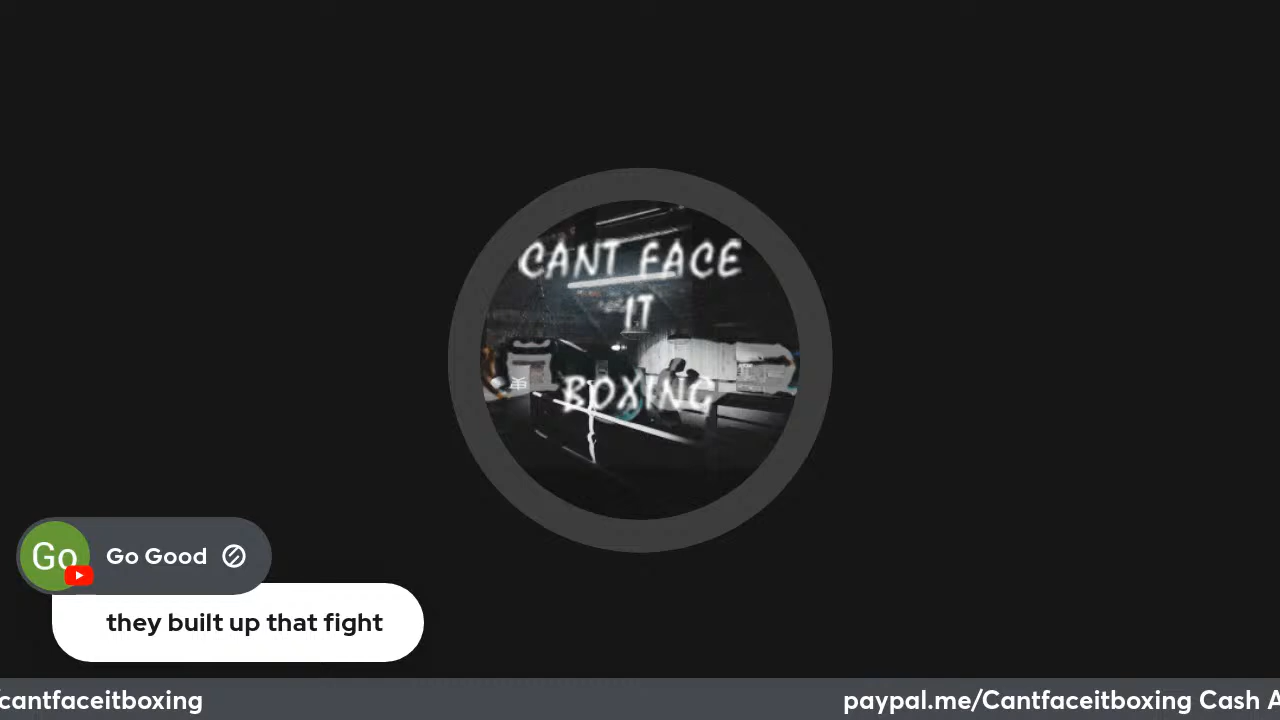 CANT FACE
IT
BOXING
Go
Go Good
they built up that fight
/cantfaceitboxing
paypal.me/Cantfaceitboxing Cash A